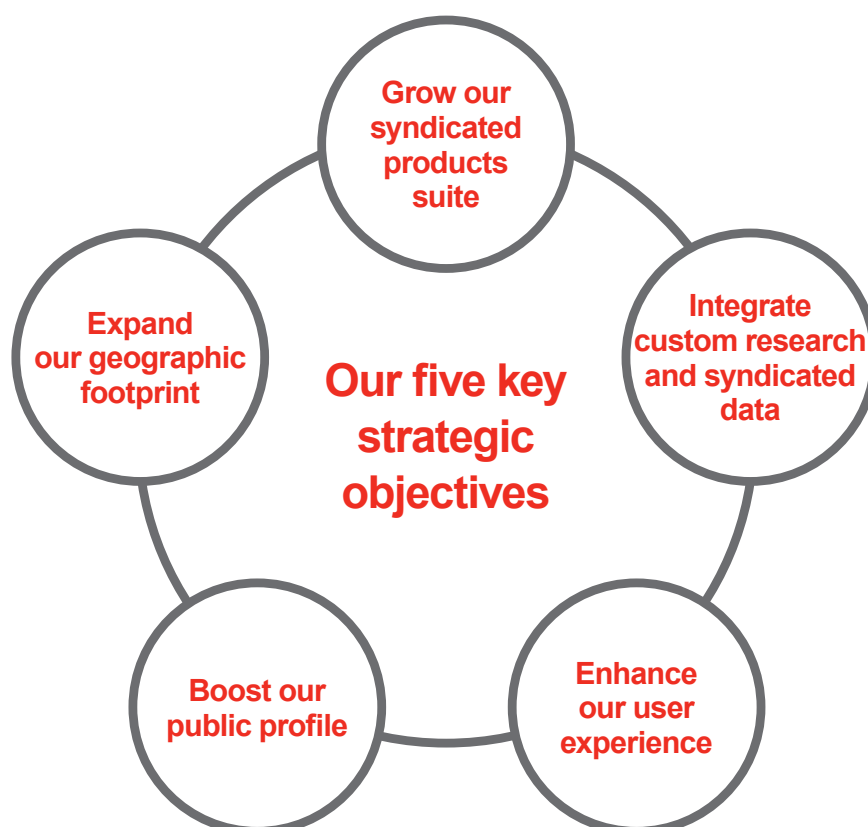 Grow our
syndicated
products
suite
Integrate
custom research
and syndicated
data
Enhance
our user
experience
Boost our
public profile
Expand
our geographic
footprint
Our five key
strategic
objectives